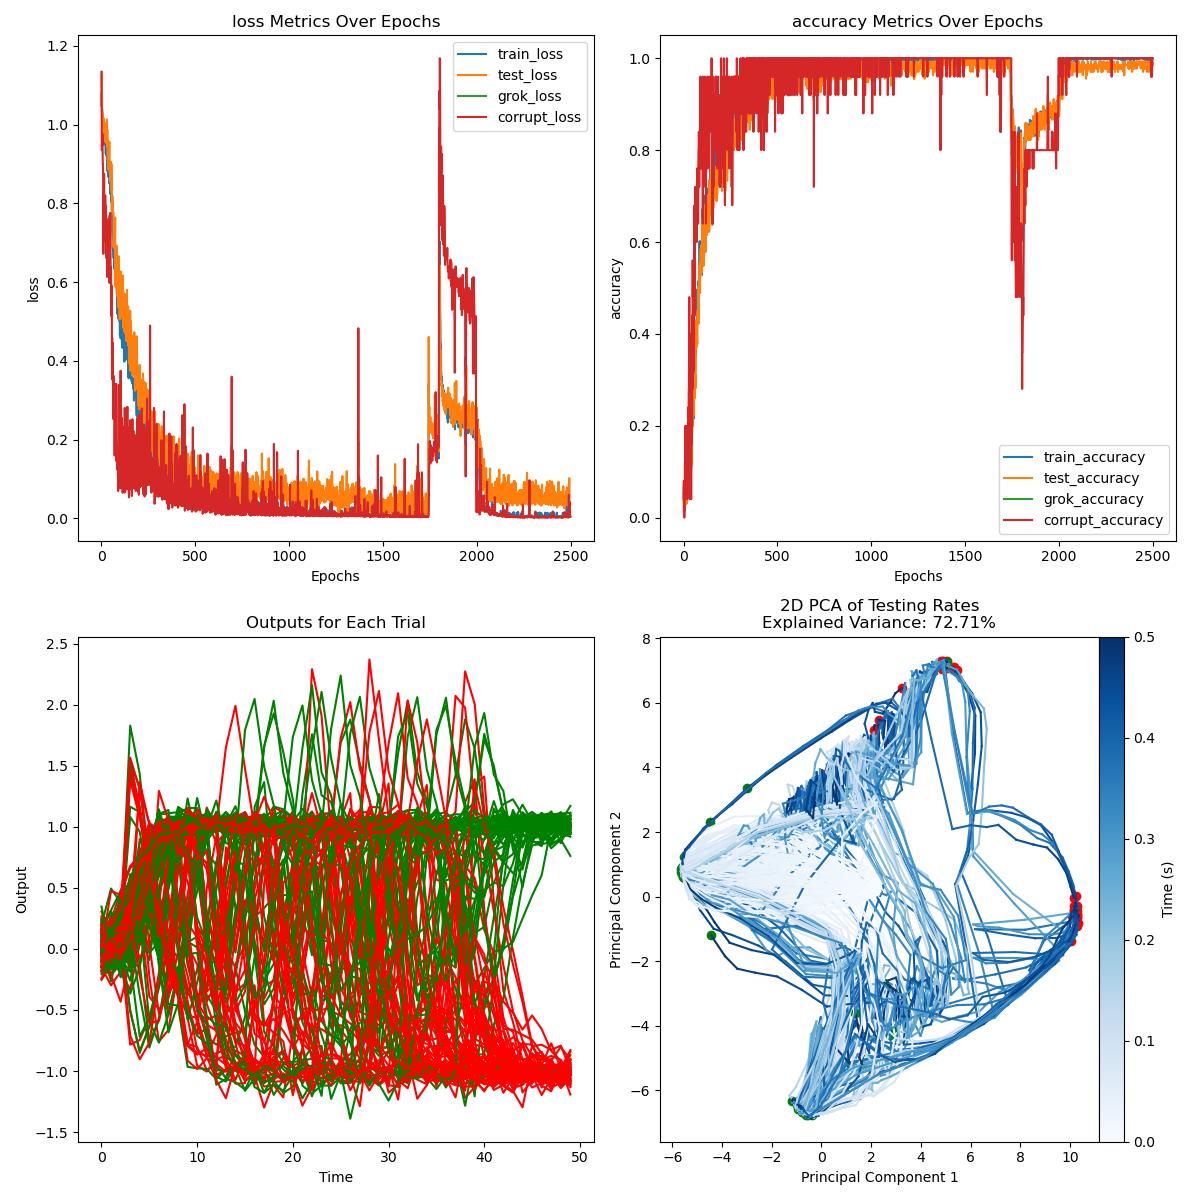 loss Metrics Over Epochs
1.2
1.0
0.8
0.6
0.4
0.2
0.0
loss
train_loss
test_loss
grok_loss
corrupt_loss
0
500
1000
1500
2000
2500
Epochs
accuracy Metrics Over Epochs
1.0
0.8
0.6
0.4
0.2
0.0
accuracy
train_accuracy
test_accuracy
grok_accuracy
corrupt_accuracy
0
500
1000
1500
2000
2500
Epochs
Outputs for Each Trial
2.5
2.0
1.5
1.0
0.5
0.0
−0.5
−1.0
−1.5
Output
0
10
20
30
40
50
Time
2D PCA of Testing Rates
Explained Variance: 72.71%
8
6
4
2
0
−2
−4
−6
Principal Component 2
−6
−4
−2
0
2
4
6
8
10
Principal Component 1
0.5
0.4
0.3
0.2
0.1
0.0
Time (s)